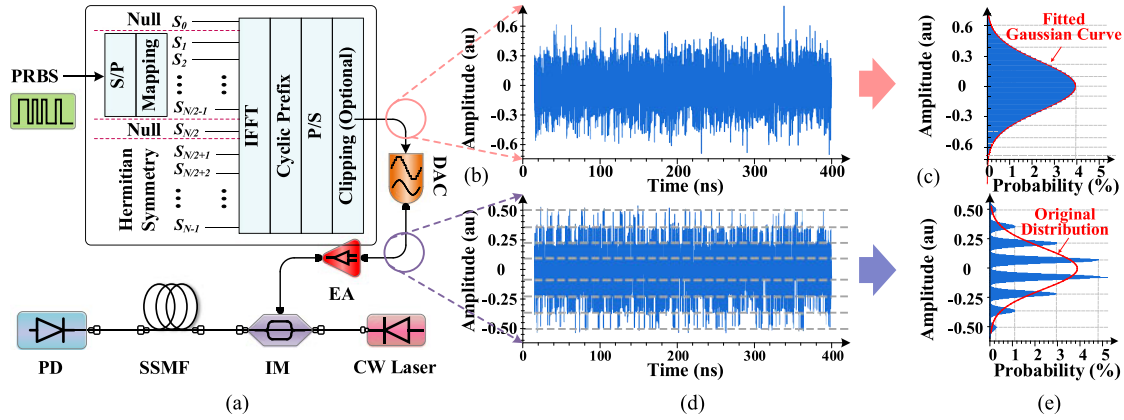 Null S0
S1
S2
... ...
SN/2-1
Null SN/2
SN/2+1
SN/2+2
... ...
SN-1
PRBS
S/P
Mapping
Hermitian
Symmetry
IFFT
Cyclic Prefix
P/S
Clipping (Optional)
DAC
EA
PD
SSMF
IM
CW Laser
(a)
Amplitude (au)
0.6
0.3
0
-0.3
-0.6
0
100
200
300
400
Time (ns)
(b)
Amplitude (au)
0.6
0.3
0
-0.3
-0.6
Fitted
Gaussian Curve
0 1 2 3 4 5
Probability (%)
(c)
Amplitude (au)
0.50
0.25
0
-0.25
-0.50
0
100
200
300
400
Time (ns)
(d)
Amplitude (au)
0.50
0.25
0
-0.25
-0.50
Original
Distribution
0 1 2 3 4 5
Probability (%)
(e)